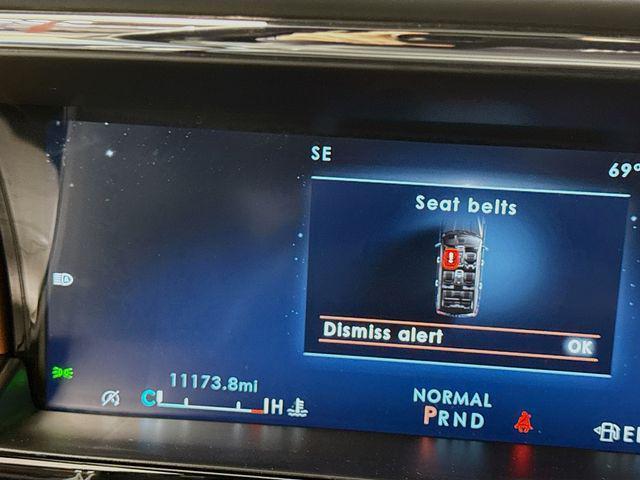 SE
69°
Seat belts
Dismiss alert OK
11173.8mi
C H
NORMAL
PRND
E